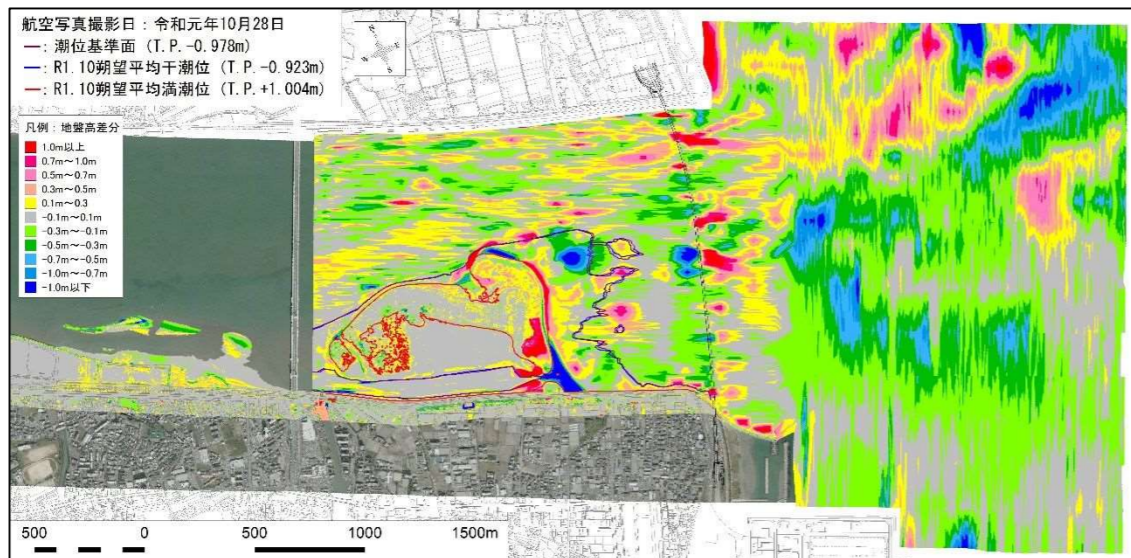 航空写真撮影日：令和元年10月28日
—：潮位基準面（T.P.-0.978m）
—：R1.10朔望平均干潮位（T.P.-0.923m）
—：R1.10朔望平均満潮位（T.P.+1.004m）
凡例：地盤高差分
1.0m以上
0.7m～1.0m
0.5m～0.7m
0.3m～0.5m
0.1m～0.3
-0.1m～0.1m
-0.3m～-0.1m
-0.5m～-0.3m
-0.7m～-0.5m
-1.0m～-0.7m
-1.0m以下
500 0 500 1000 1500m